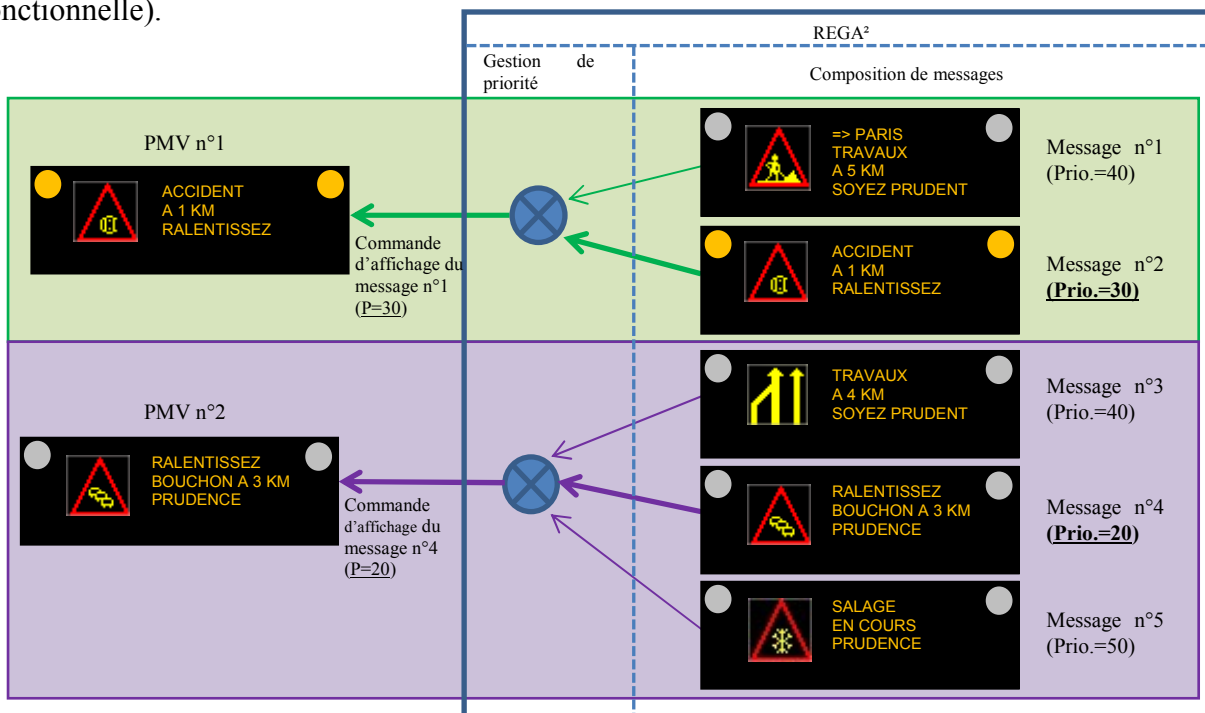 onctionnelle).
REGA²
Gestion de
priorité
Composition de messages
PMV n°1
ACCIDENT
A 1 KM
RALENTISSEZ
Commande
d'affichage du
message n°1
(P=30)
=> PARIS
TRAVAUX
A 5 KM
SOYEZ PRUDENT
Message n°1
(Prio.=40)
ACCIDENT
A 1 KM
RALENTISSEZ
Message n°2
(Prio.=30)
PMV n°2
RALENTISSEZ
BOUCHON A 3 KM
PRUDENCE
Commande
d'affichage du
message n°4
(P=20)
TRAVAUX
A 4 KM
SOYEZ PRUDENT
Message n°3
(Prio.=40)
RALENTISSEZ
BOUCHON A 3 KM
PRUDENCE
Message n°4
(Prio.=20)
SALAGE
EN COURS
PRUDENCE
Message n°5
(Prio.=50)